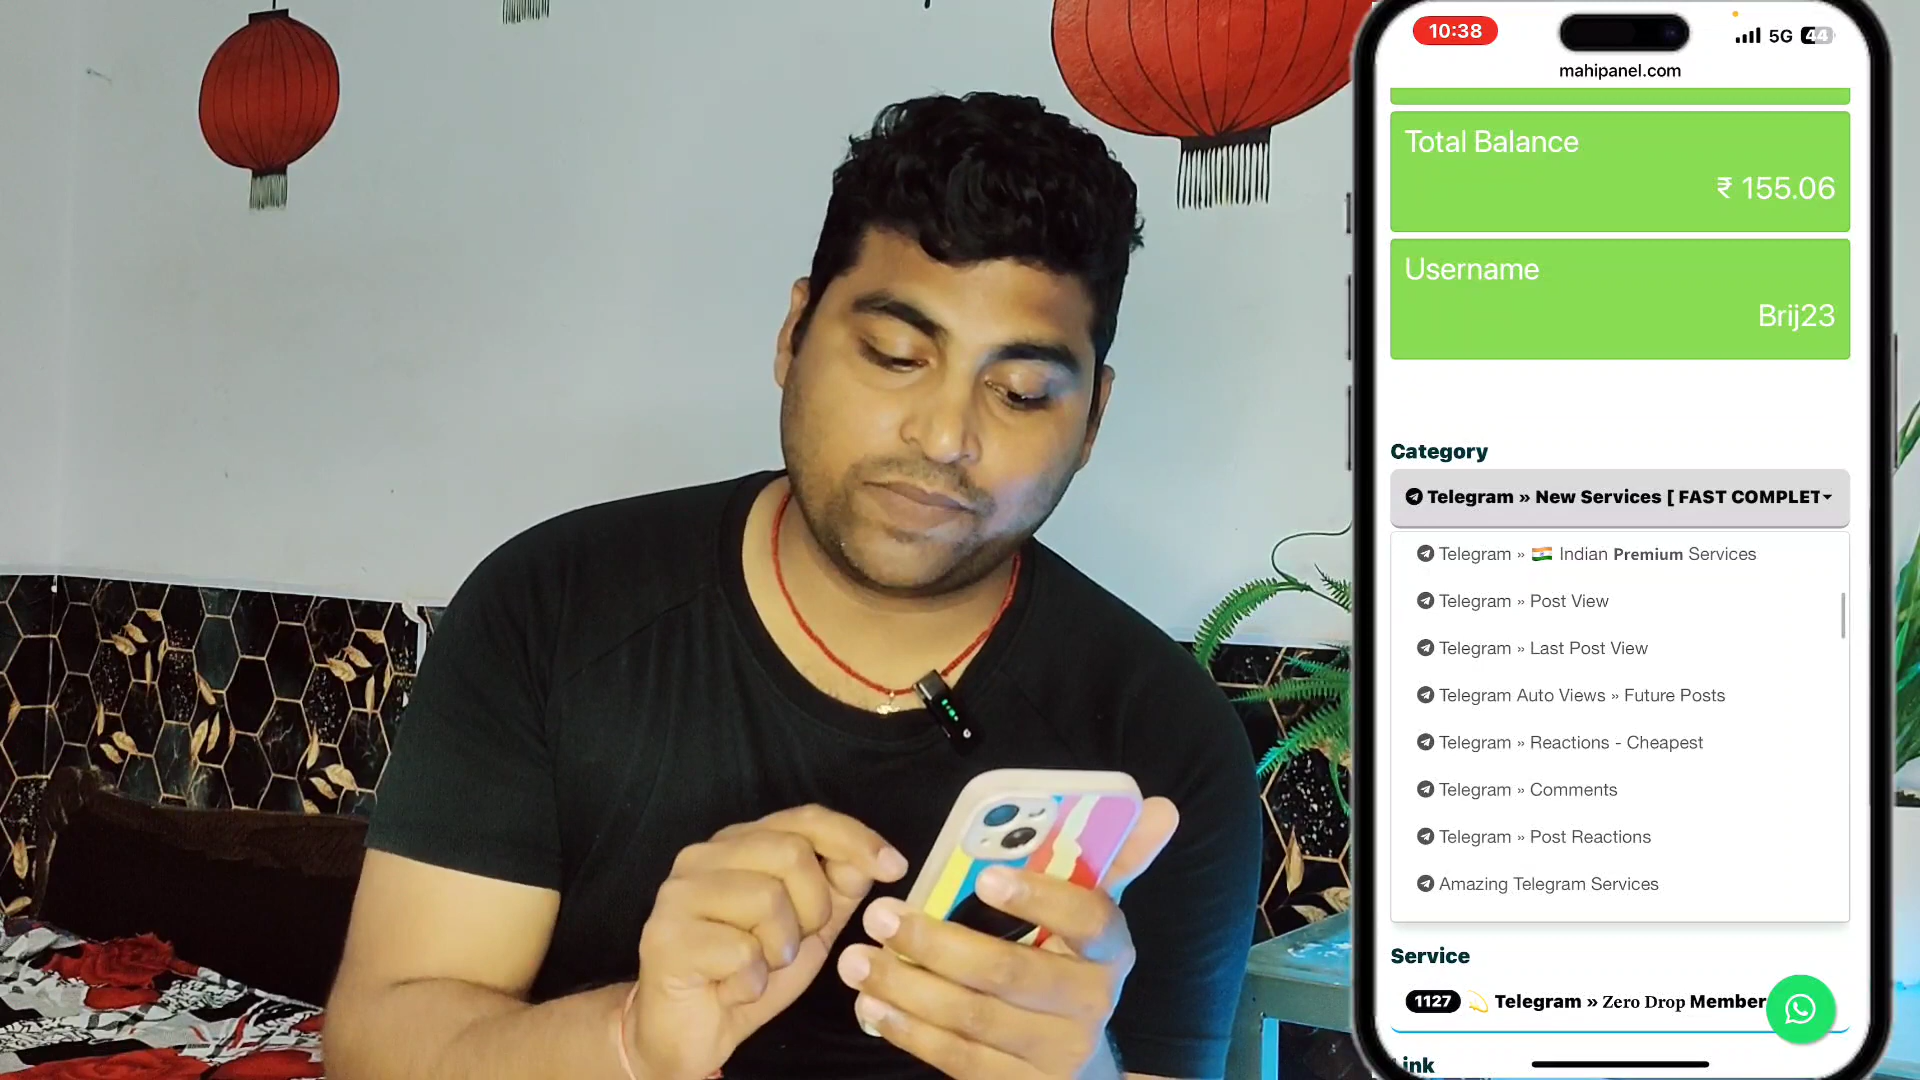 10:38
5G 44
mahipanel.com
Total Balance
₹ 155.06
Username
Brij23
Category
Telegram » New Services [ FAST COMPLET
Telegram » 🇮🇳 Indian Premium Services
Telegram » Post View
Telegram » Last Post View
Telegram Auto Views » Future Posts
Telegram » Reactions - Cheapest
Telegram » Comments
Telegram » Post Reactions
Amazing Telegram Services
Service
1127 💫 Telegram » Zero Drop Member
Link